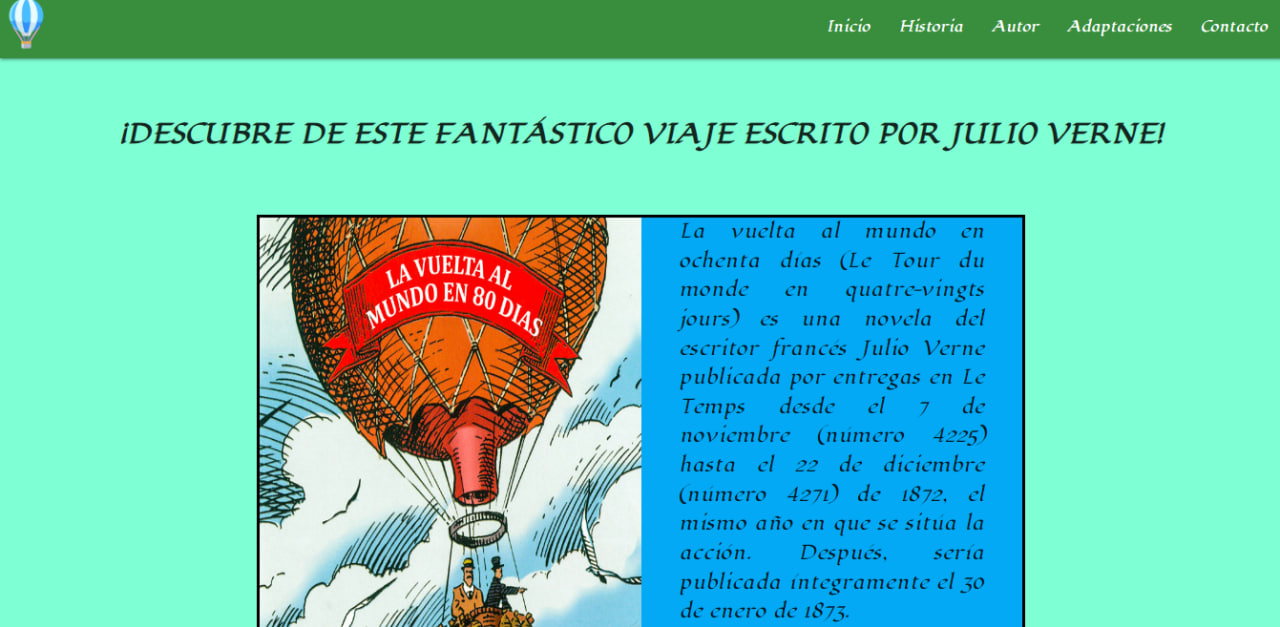 Inicio Historia Autor Adaptaciones Contacto
¡DESCUBRE DE ESTE FANTÁSTICO VIAJE ESCRITO POR JULIO VERNE!
LA VUELTA AL
MUNDO EN 80 DIAS
La vuelta al mundo en
ochenta días (Le Tour du
monde en quatre-vingts
jours) es una novela del
escritor francés Julio Verne
publicada por entregas en Le
Temps desde el 7 de
noviembre (número 4225)
hasta el 22 de diciembre
(número 4271) de 1872, el
mismo año en que se sitúa la
acción. Después, sería
publicada íntegramente el 30
de enero de 1873.